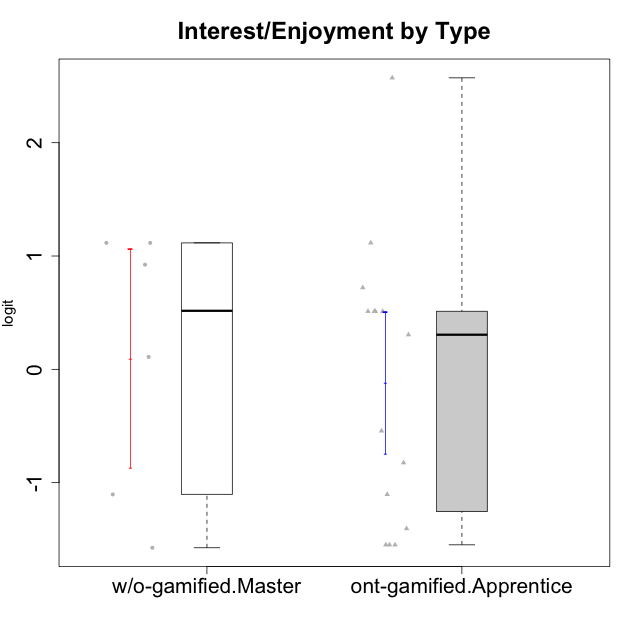 Interest/Enjoyment by Type
logit
2
1
0
-1
w/o-gamified.Master
ont-gamified.Apprentice